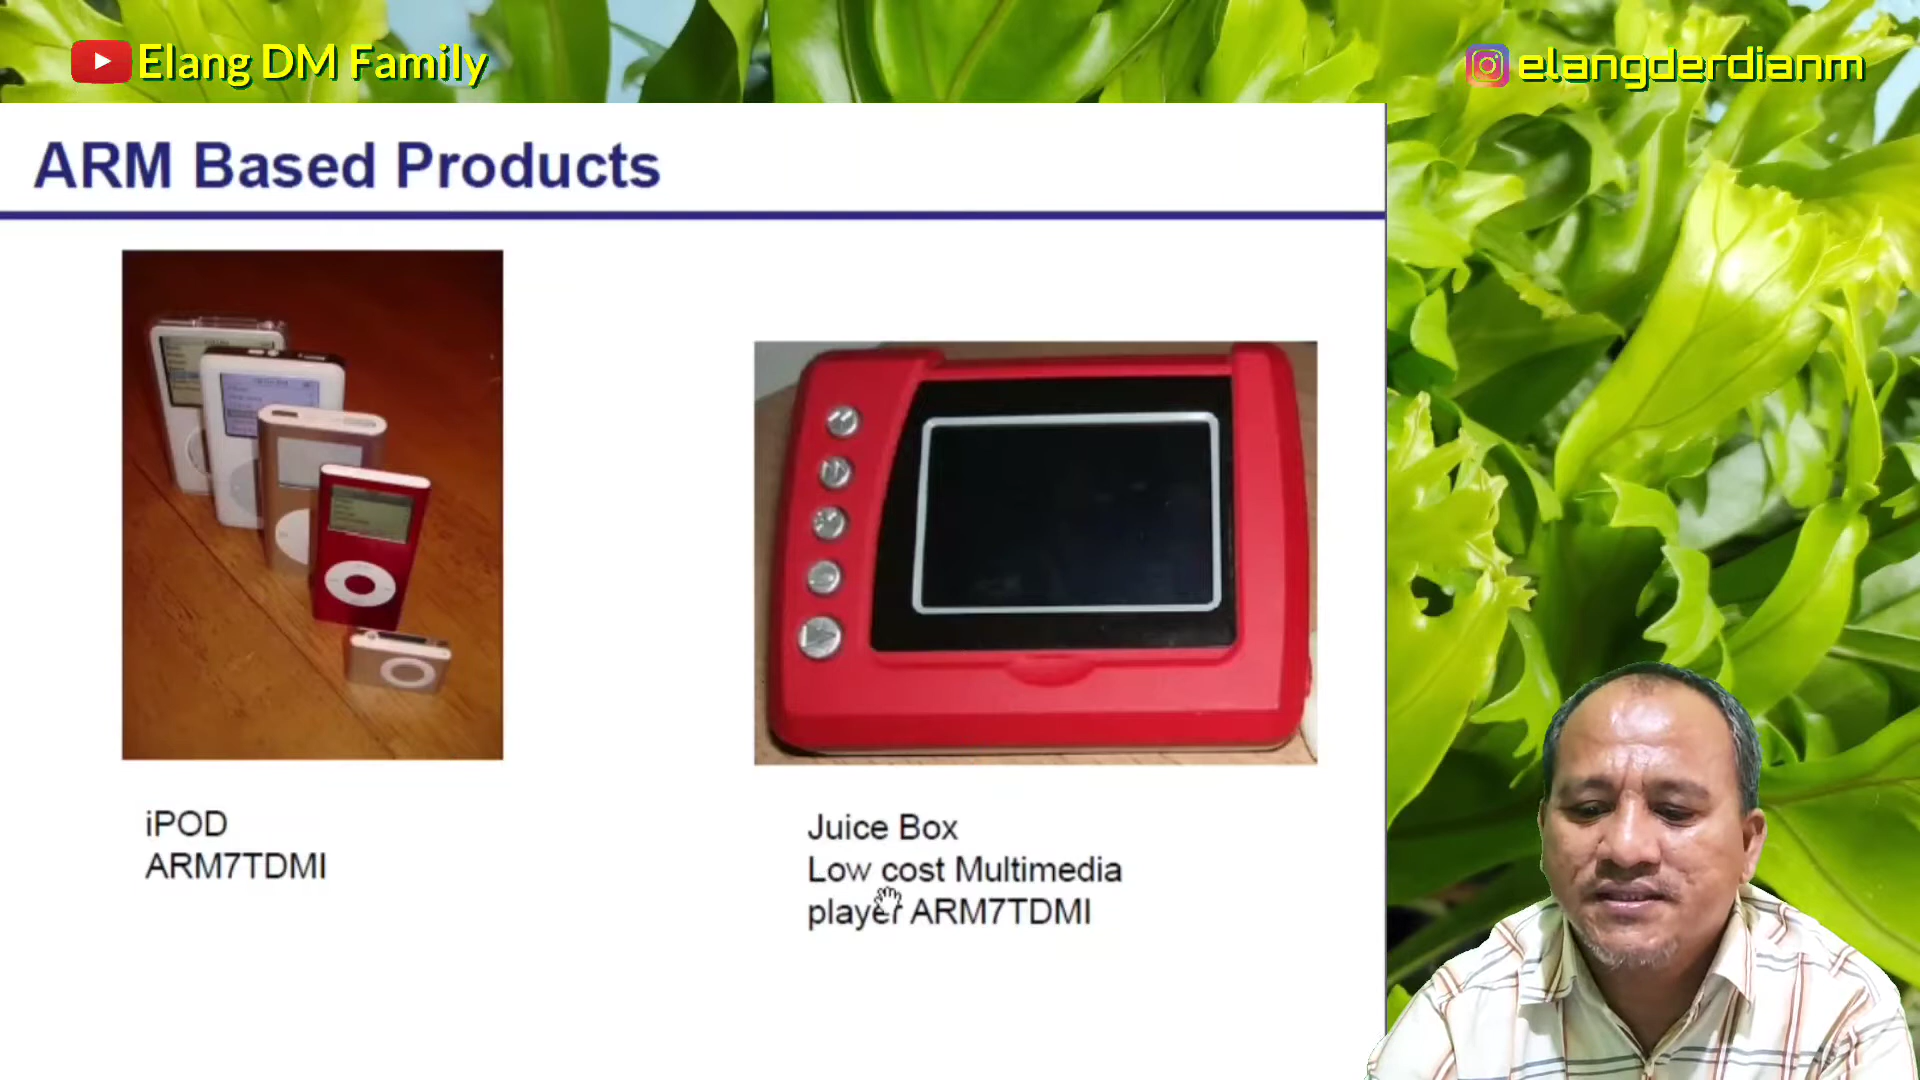 Elang DM Family
elangderdianm
ARM Based Products
iPOD
ARM7TDMI
Juice Box
Low cost Multimedia
player ARM7TDMI